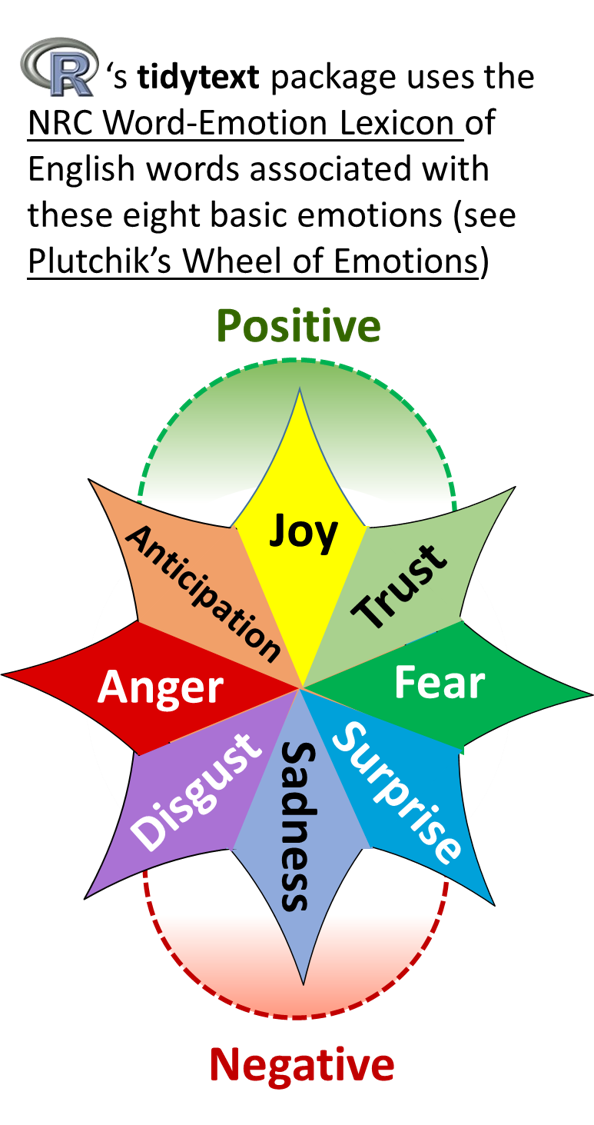 R ‘s tidytext package uses the
NRC Word-Emotion Lexicon of
English words associated with
these eight basic emotions (see
Plutchik’s Wheel of Emotions)
Positive
Joy
Anticipation
Trust
Anger
Fear
Disgust
Sadness
Surprise
Negative